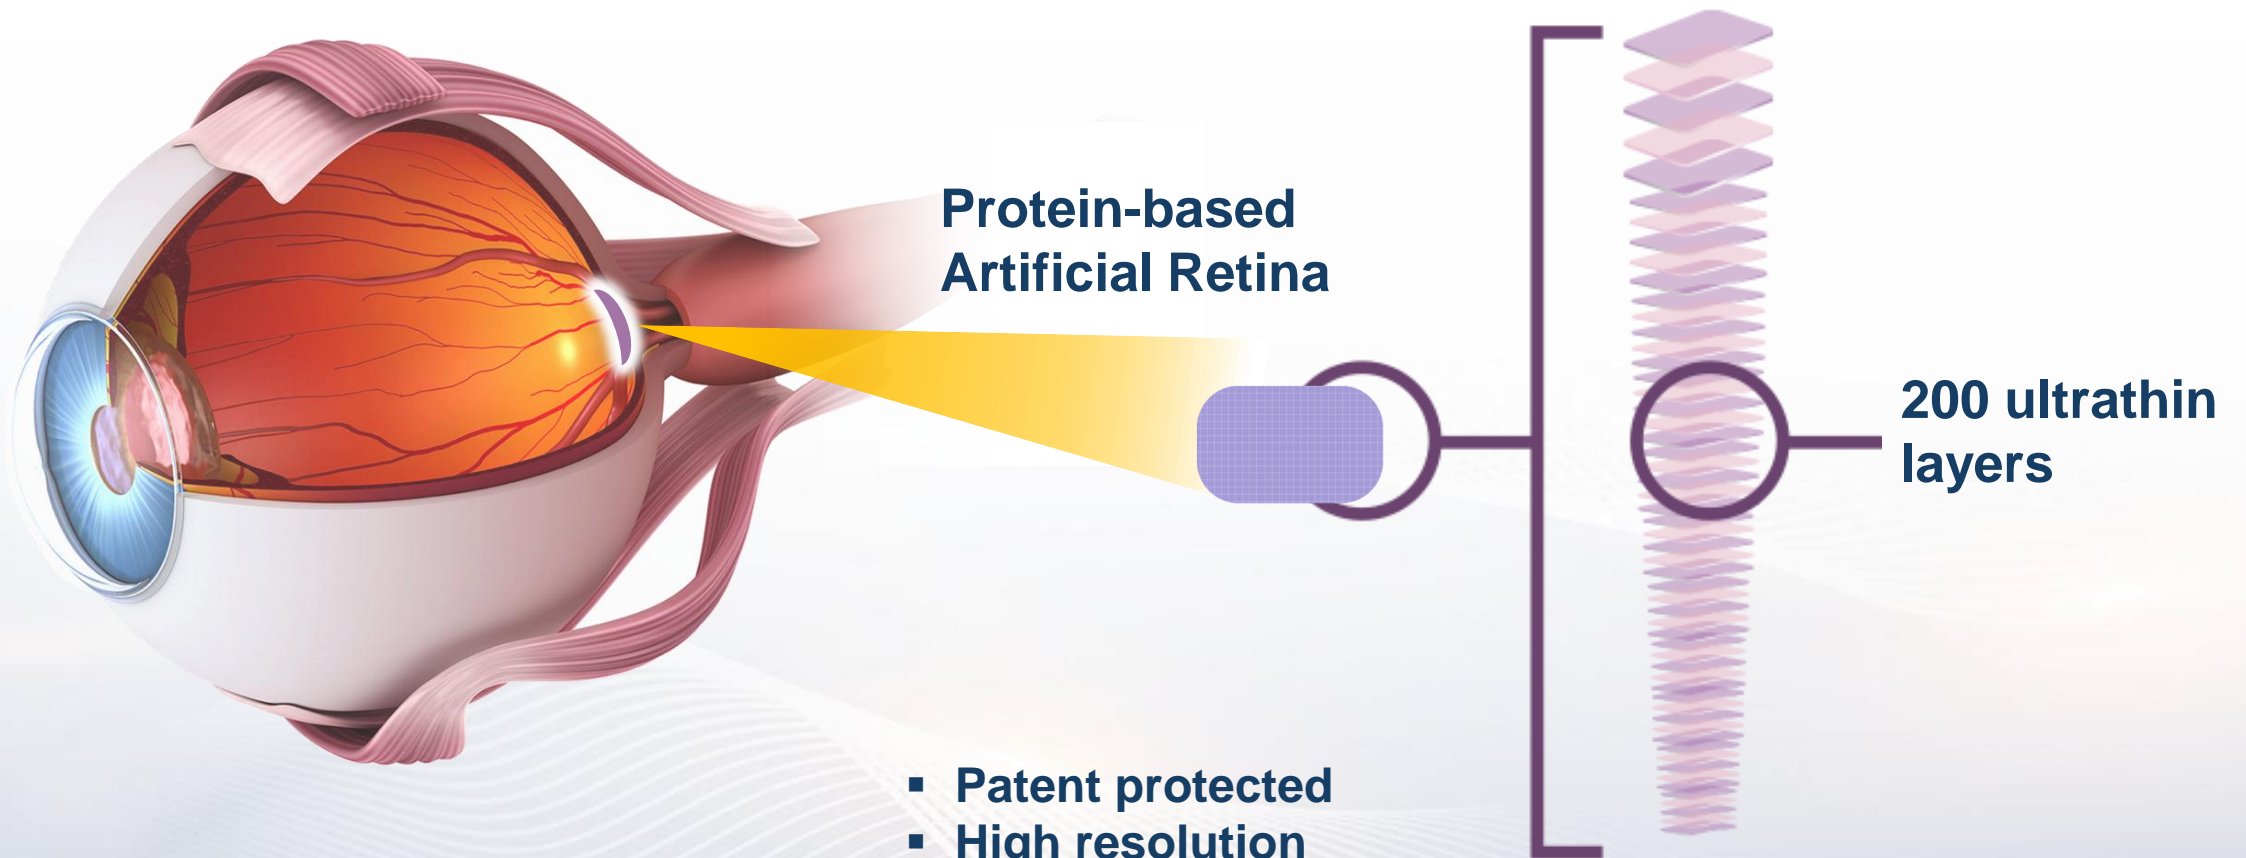 Protein-based
Artificial Retina
200 ultrathin
layers
▪ Patent protected
▪ High resolution